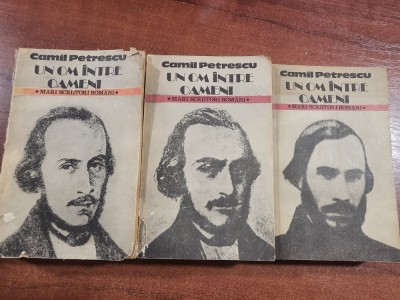 Camil Petrescu
UN OM ÎNTRE
OAMENI
• MARI SCRIITORI ROMÂNI •
Camil Petrescu
UN OM ÎNTRE
OAMENI
• MARI SCRIITORI ROMÂNI •
Camil Petrescu
UN OM ÎNTRE
OAMENI
• MARI SCRIITORI ROMÂNI •